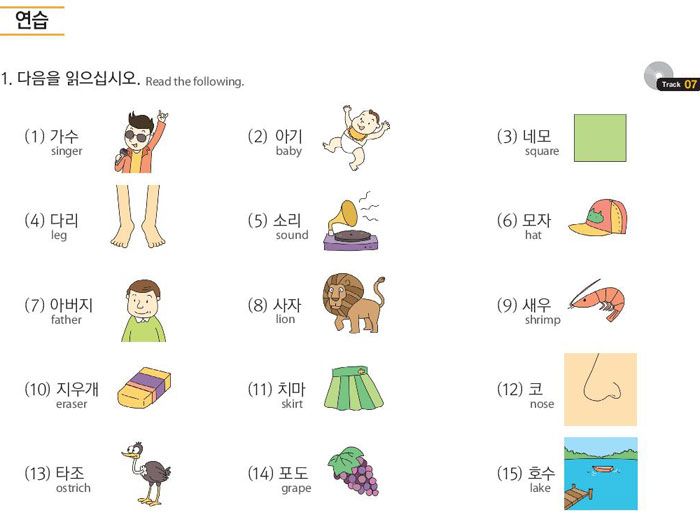 연습
1. 다음을 읽으십시오. Read the following.
Track 07
(1) 가수
singer
(2) 아기
baby
(3) 네모
square
(4) 다리
leg
(5) 소리
sound
(6) 모자
hat
(7) 아버지
father
(8) 사자
lion
(9) 새우
shrimp
(10) 지우개
eraser
(11) 치마
skirt
(12) 코
nose
(13) 타조
ostrich
(14) 포도
grape
(15) 호수
lake